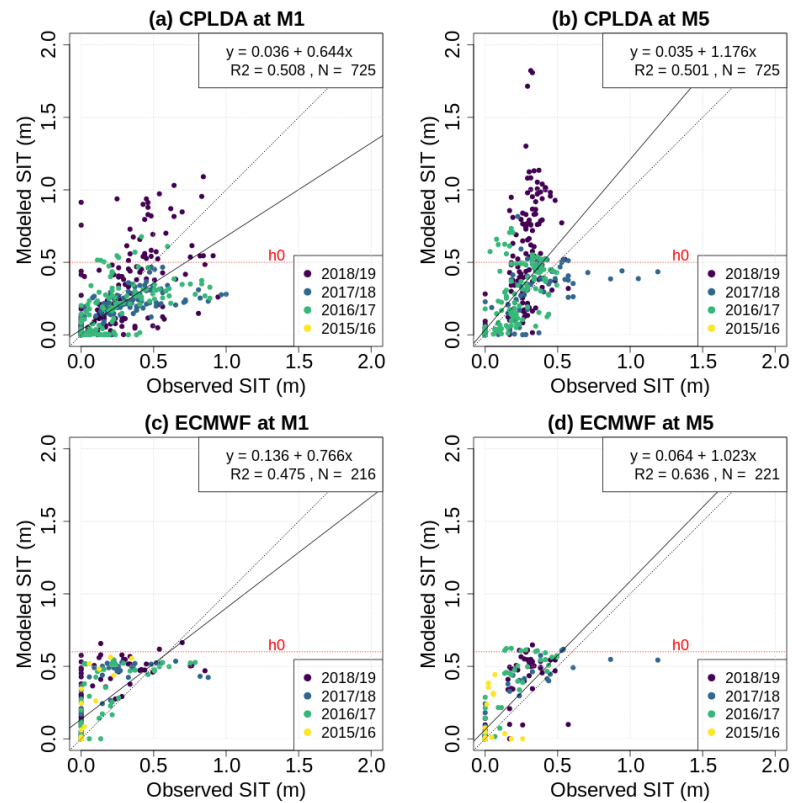 (a) CPLDA at M1
y = 0.036 + 0.644x
R2 = 0.508 , N = 725
h0
2018/19
2017/18
2016/17
2015/16
0.0 0.5 1.0 1.5 2.0
Modeled SIT (m)
0.0 0.5 1.0 1.5 2.0
Observed SIT (m)
(b) CPLDA at M5
y = 0.035 + 1.176x
R2 = 0.501 , N = 725
h0
2018/19
2017/18
2016/17
2015/16
0.0 0.5 1.0 1.5 2.0
Modeled SIT (m)
0.0 0.5 1.0 1.5 2.0
Observed SIT (m)
(c) ECMWF at M1
y = 0.136 + 0.766x
R2 = 0.475 , N = 216
h0
2018/19
2017/18
2016/17
2015/16
0.0 0.5 1.0 1.5 2.0
Modeled SIT (m)
0.0 0.5 1.0 1.5 2.0
Observed SIT (m)
(d) ECMWF at M5
y = 0.064 + 1.023x
R2 = 0.636 , N = 221
h0
2018/19
2017/18
2016/17
2015/16
0.0 0.5 1.0 1.5 2.0
Modeled SIT (m)
0.0 0.5 1.0 1.5 2.0
Observed SIT (m)